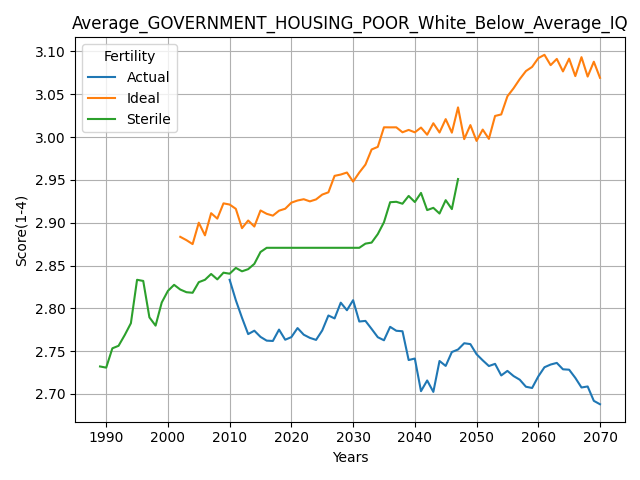 Average_GOVERNMENT_HOUSING_POOR_White_Below_Average_IQ
Fertility
Actual
Ideal
Sterile
Score(1-4)
3.10
3.05
3.00
2.95
2.90
2.85
2.80
2.75
2.70
1990 2000 2010 2020 2030 2040 2050 2060 2070
Years